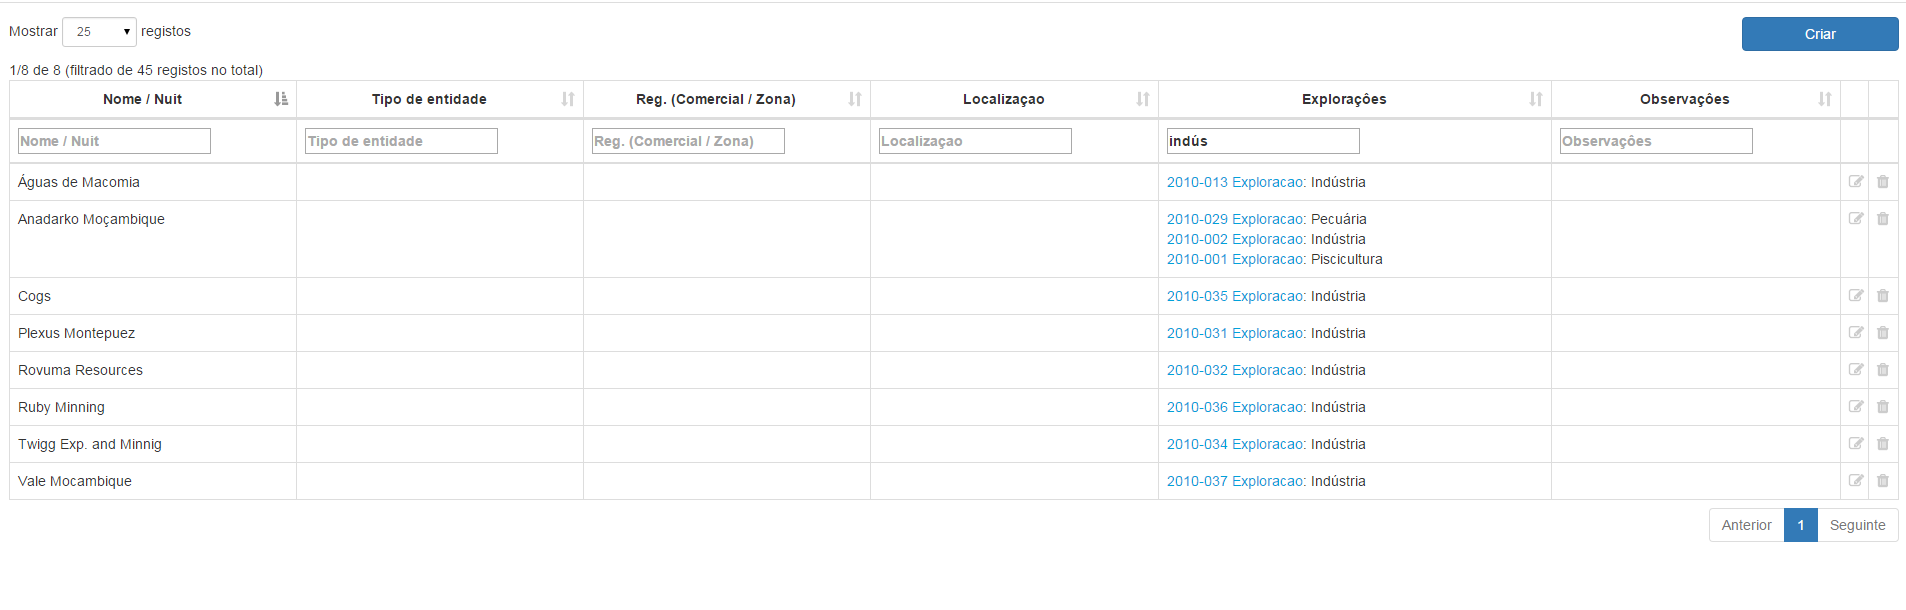 Mostrar 25 registos
Criar
1/8 de 8 (filtrado de 45 registos no total)
Nome / Nuit Tipo de entidade Reg. (Comercial / Zona) Localizaçao Explorações Observações
Nome / Nuit Tipo de entidade Reg. (Comercial / Zona) Localizaçao indús Observações
Águas de Macomia 2010-013 Exploracao: Indústria
Anadarko Moçambique 2010-029 Exploracao: Pecuária
2010-002 Exploracao: Indústria
2010-001 Exploracao: Piscicultura
Cogs 2010-035 Exploracao: Indústria
Plexus Montepuez 2010-031 Exploracao: Indústria
Rovuma Resources 2010-032 Exploracao: Indústria
Ruby Minning 2010-036 Exploracao: Indústria
Twigg Exp. and Minnig 2010-034 Exploracao: Indústria
Vale Mocambique 2010-037 Exploracao: Indústria
Anterior 1 Seguinte